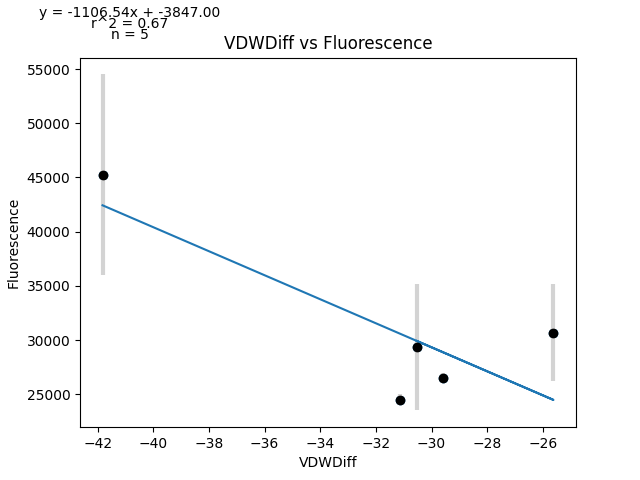 y = -1106.54x + -3847.00
r^2 = 0.67
n = 5
VDWDiff vs Fluorescence
55000
50000
45000
40000
35000
30000
25000
Fluorescence
−42 −40 −38 −36 −34 −32 −30 −28 −26
VDWDiff